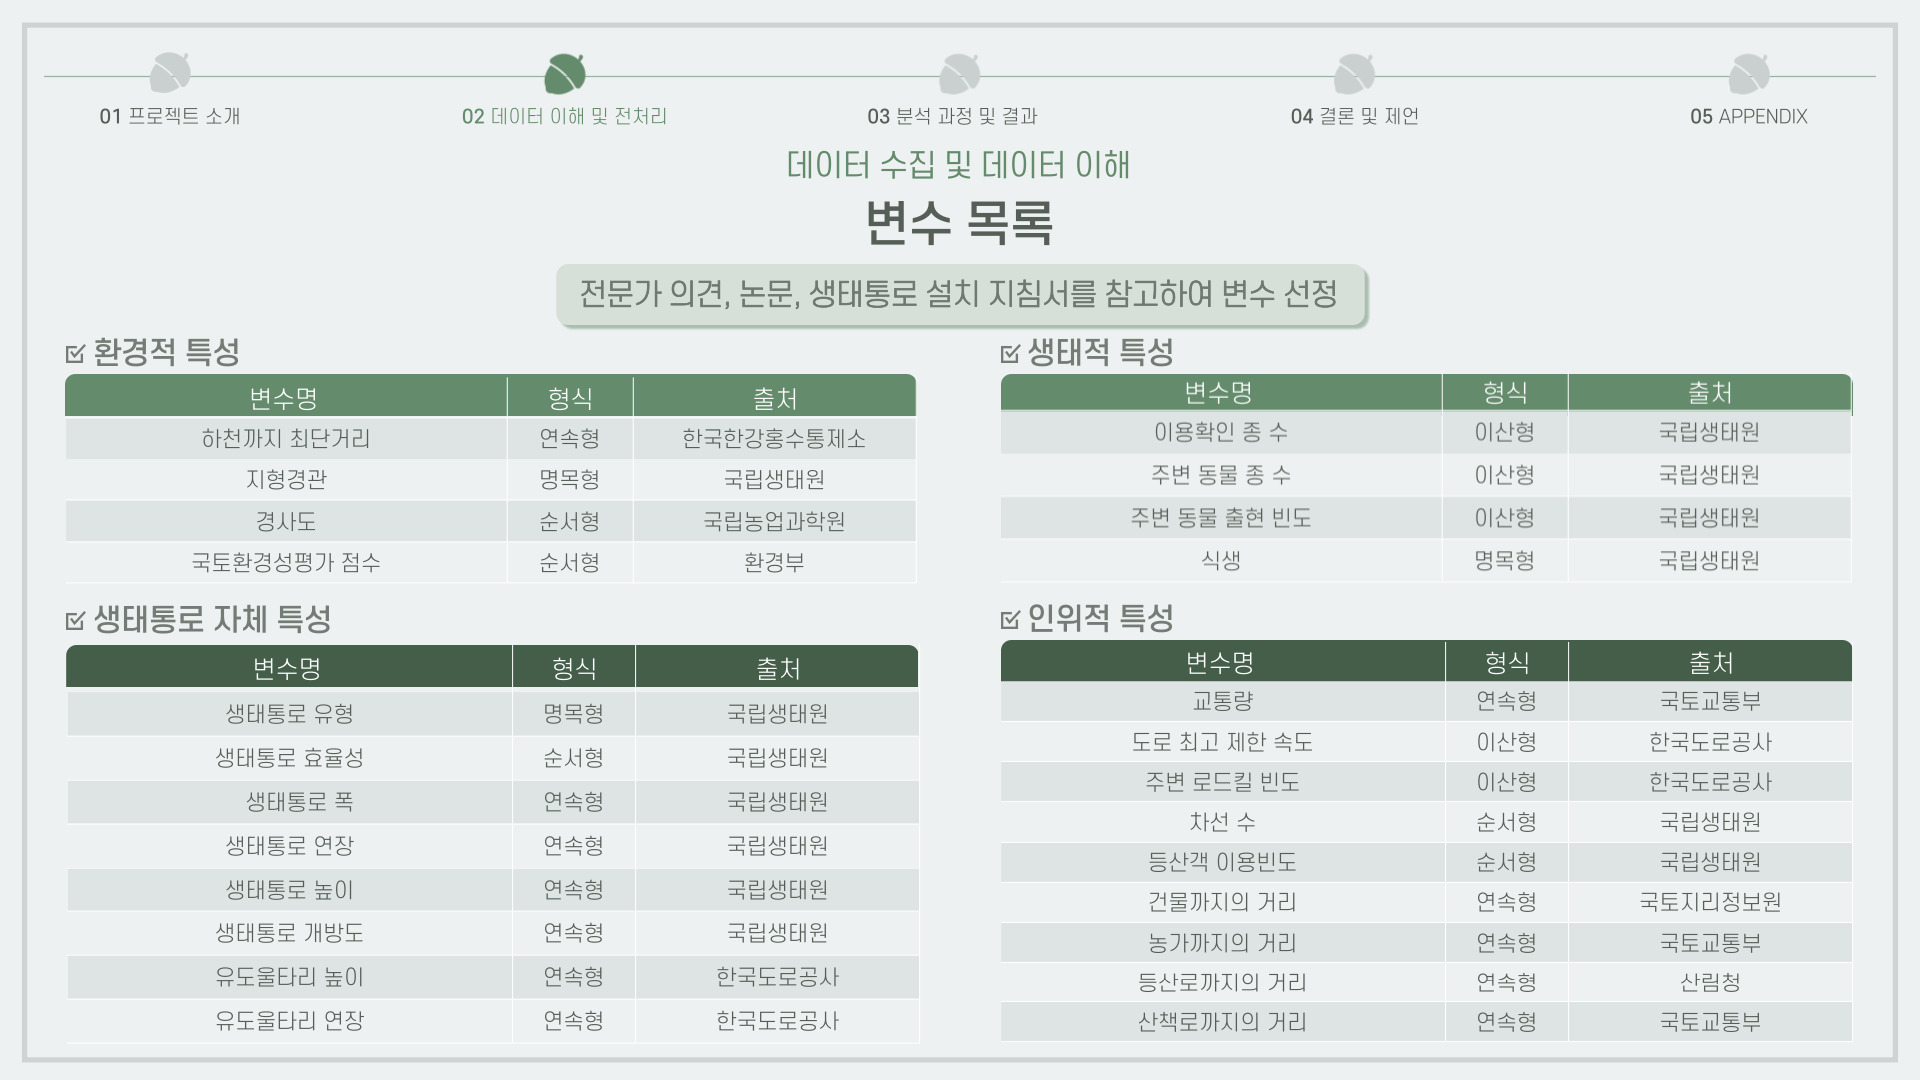 01 프로젝트 소개
02 데이터 이해 및 전처리
03 분석 과정 및 결과
04 결론 및 제언
05 APPENDIX
데이터 수집 및 데이터 이해
변수 목록
전문가 의견, 논문, 생태통로 설치 지침서를 참고하여 변수 선정
환경적 특성
변수명 형식 출처
하천까지 최단거리 연속형 한국한강홍수통제소
지형경관 명목형 국립생태원
경사도 순서형 국립농업과학원
국토환경성평가 점수 순서형 환경부
생태적 특성
변수명 형식 출처
이용확인 종 수 이산형 국립생태원
주변 동물 종 수 이산형 국립생태원
주변 동물 출현 빈도 이산형 국립생태원
식생 명목형 국립생태원
생태통로 자체 특성
변수명 형식 출처
생태통로 유형 명목형 국립생태원
생태통로 효율성 순서형 국립생태원
생태통로 폭 연속형 국립생태원
생태통로 연장 연속형 국립생태원
생태통로 높이 연속형 국립생태원
생태통로 개방도 연속형 국립생태원
유도울타리 높이 연속형 한국도로공사
유도울타리 연장 연속형 한국도로공사
인위적 특성
변수명 형식 출처
교통량 연속형 국토교통부
도로 최고 제한 속도 이산형 한국도로공사
주변 로드킬 빈도 이산형 한국도로공사
차선 수 순서형 국립생태원
등산객 이용빈도 순서형 국립생태원
건물까지의 거리 연속형 국토지리정보원
농가까지의 거리 연속형 국토교통부
등산로까지의 거리 연속형 산림청
산책로까지의 거리 연속형 국토교통부